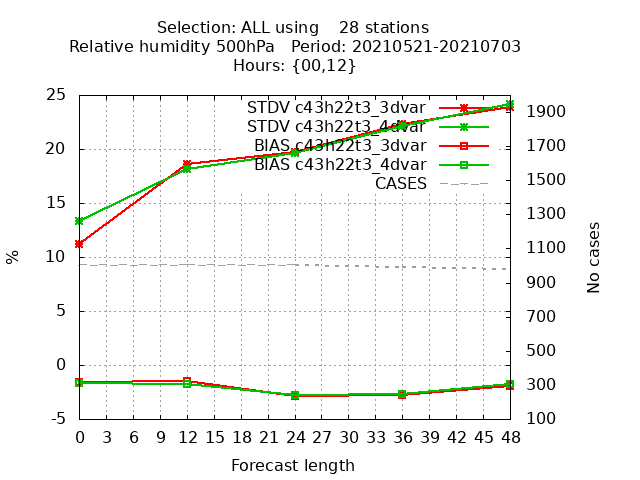 Selection: ALL using    28 stations
Relative humidity 500hPa   Period: 20210521-20210703
Hours: {00,12}
STDV c43h22t3_3dvar
STDV c43h22t3_4dvar
BIAS c43h22t3_3dvar
BIAS c43h22t3_4dvar
CASES
25
20
15
10
5
0
-5
%
1900
1700
1500
1300
1100
900
700
500
300
100
No cases
0 3 6 9 12 15 18 21 24 27 30 33 36 39 42 45 48
Forecast length